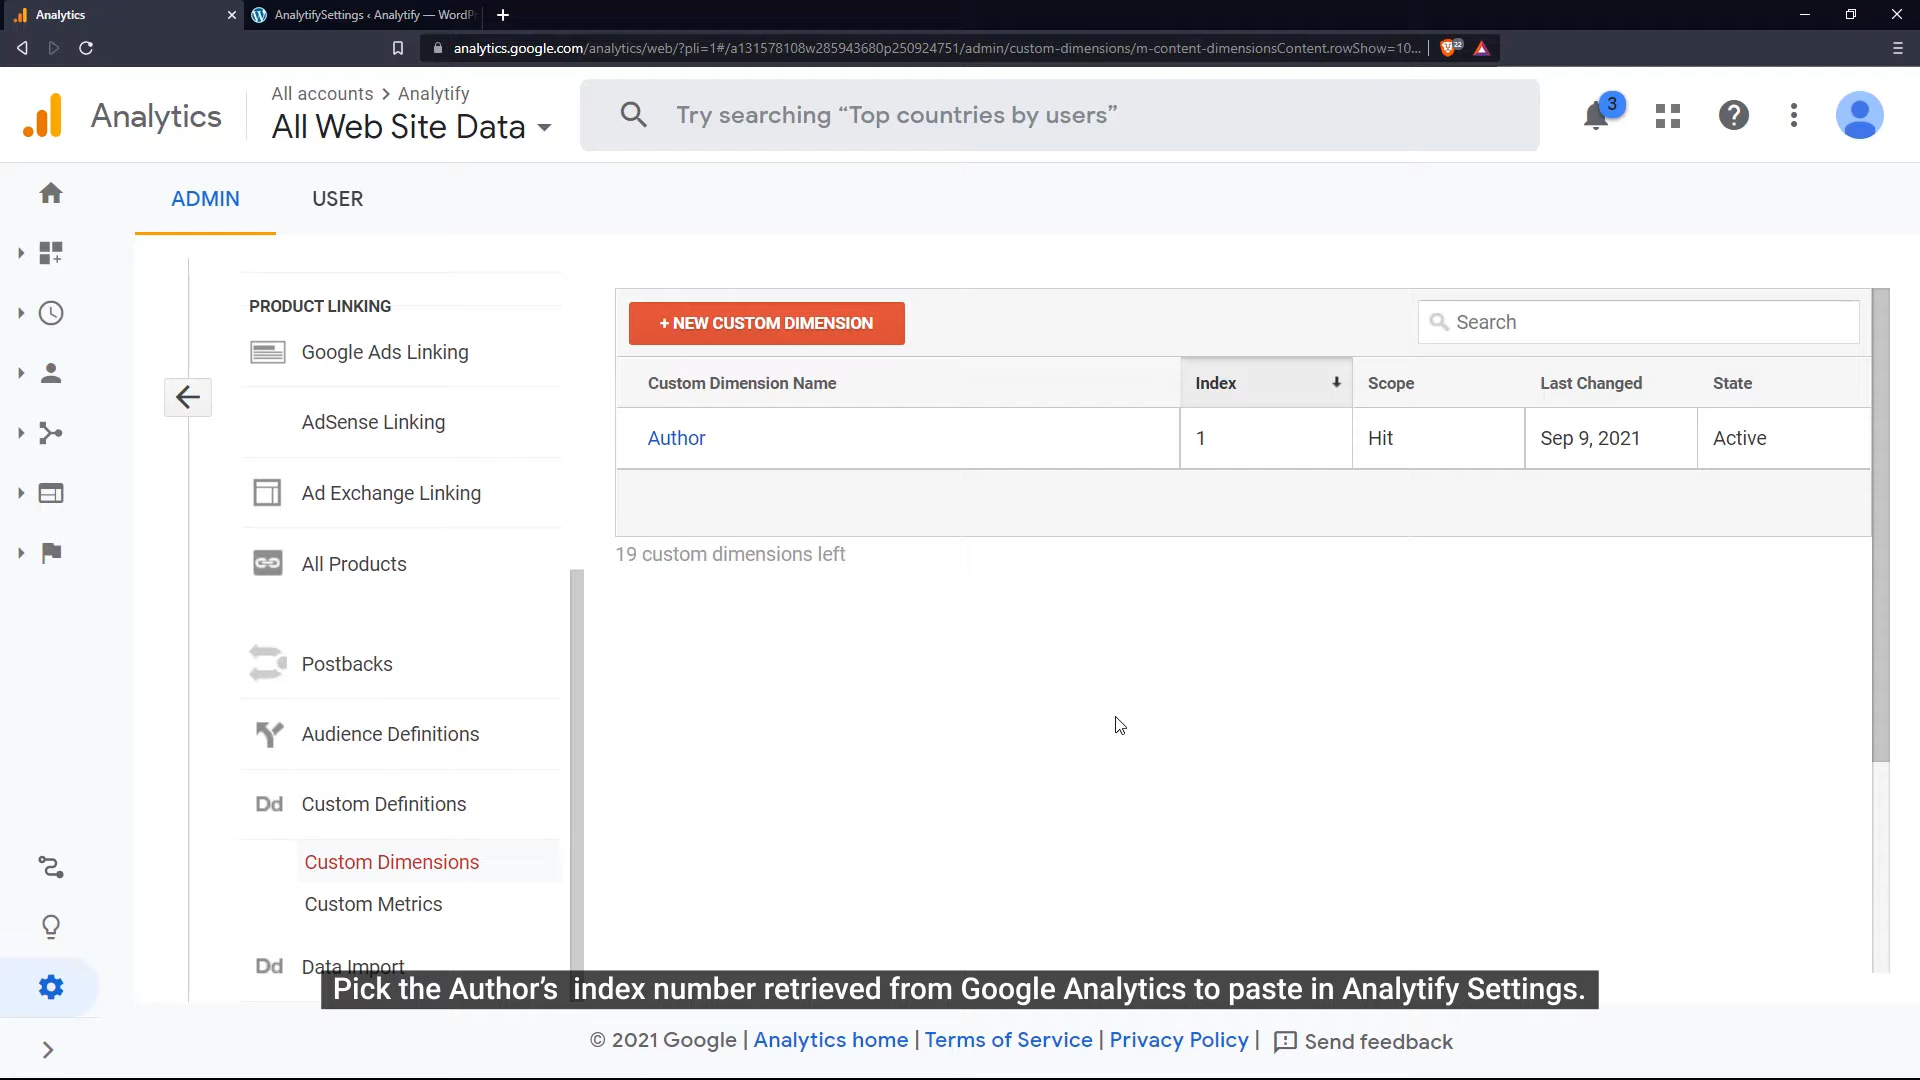 Analytics
AnalytifySettings ‹ Analytify — WordP
analytics.google.com/analytics/web/?pli=1#/a131578108w285943680p250924751/admin/custom-dimensions/m-content-dimensionsContent.rowShow=10...
22
Analytics
All accounts > Analytify
All Web Site Data
Try searching “Top countries by users”
3
ADMIN
USER
PRODUCT LINKING
Google Ads Linking
AdSense Linking
Ad Exchange Linking
All Products
Postbacks
Audience Definitions
Dd Custom Definitions
Custom Dimensions
Custom Metrics
Dd Data Import
+ NEW CUSTOM DIMENSION
Search
Custom Dimension Name Index Scope Last Changed State
Author 1 Hit Sep 9, 2021 Active
19 custom dimensions left
Pick the Author’s index number retrieved from Google Analytics to paste in Analytify Settings.
© 2021 Google | Analytics home | Terms of Service | Privacy Policy | Send feedback